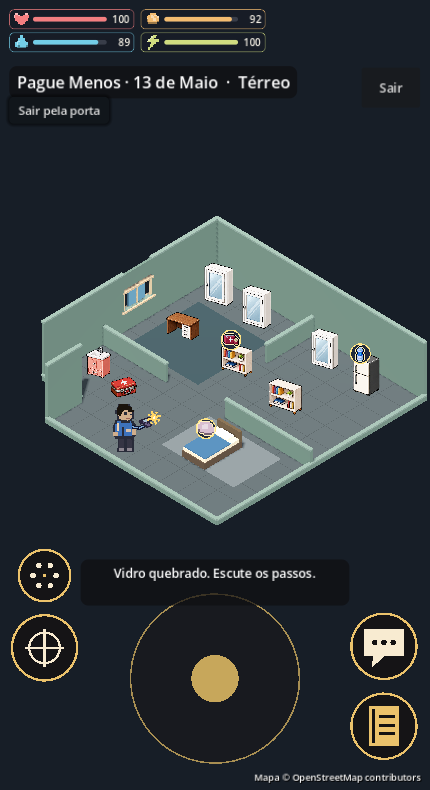 100
92
89
100
Pague Menos · 13 de Maio · Térreo
Sair
Sair pela porta
Vidro quebrado. Escute os passos.
Mapa © OpenStreetMap contributors